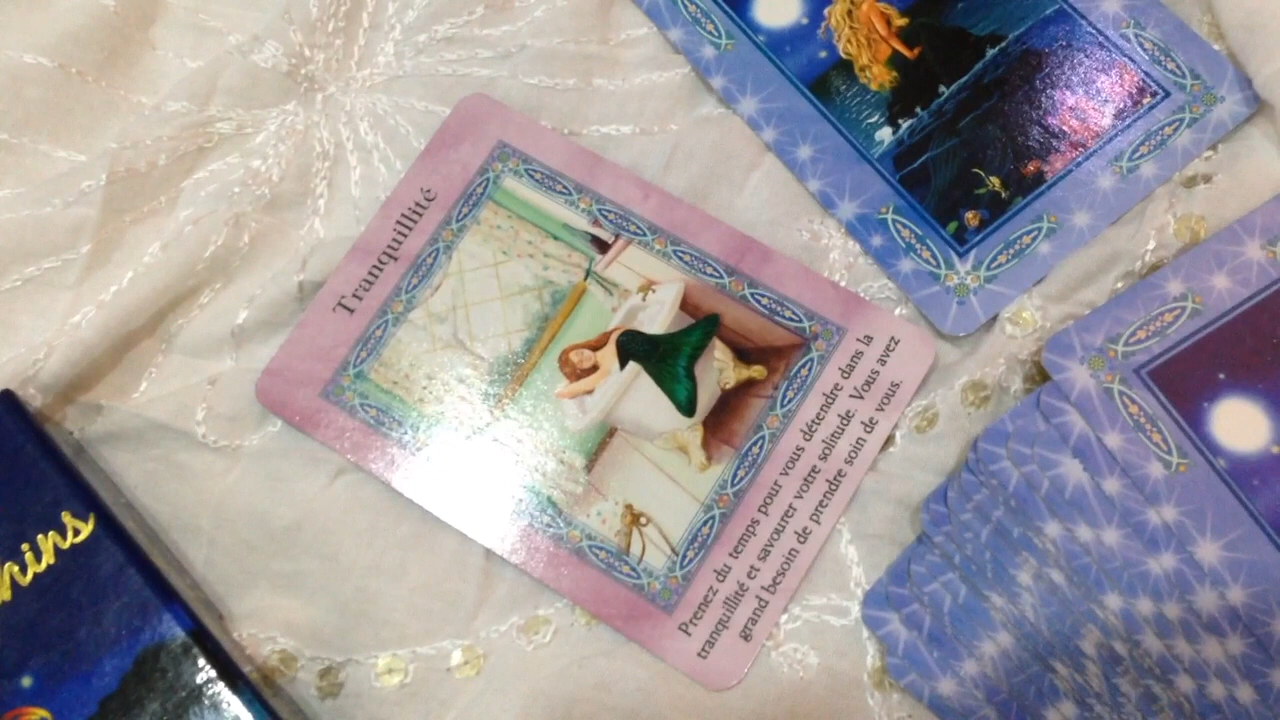 Tranquillité
Prenez du temps pour vous détendre dans la
tranquillité et savourer votre solitude. Vous avez
grand besoin de prendre soin de vous.
hins